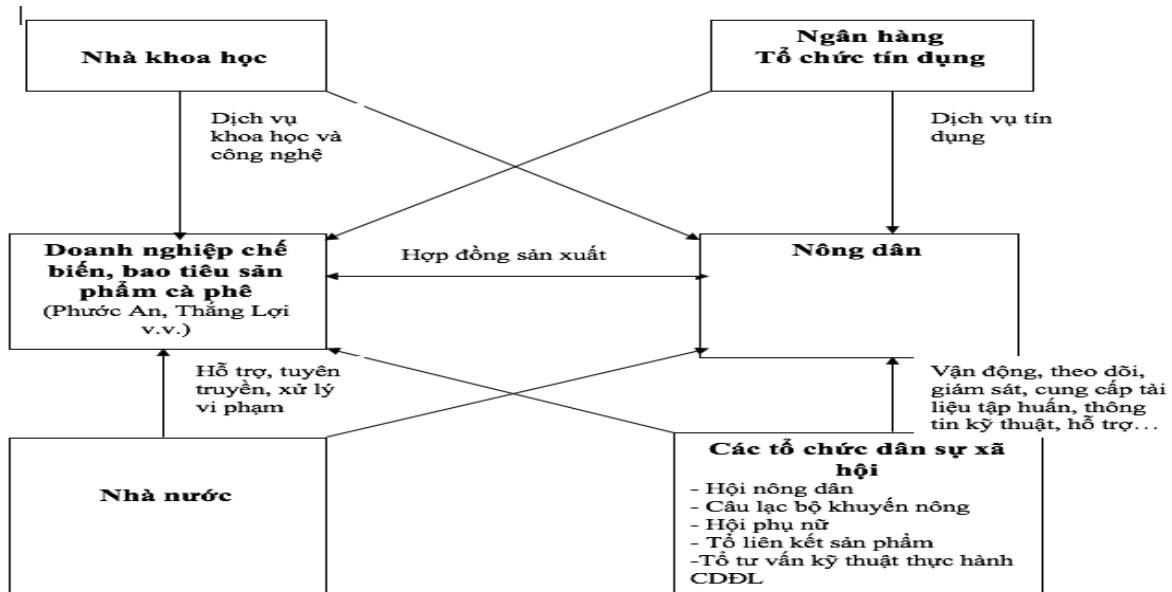 Nhà khoa học
Ngân hàng
Tổ chức tín dụng
Dịch vụ
khoa học và
công nghệ
Dịch vụ tín
dụng
Doanh nghiệp chế
biến, bao tiêu sản
phẩm cà phê
(Phước An, Thắng Lợi
v.v.)
Hợp đồng sản xuất
Nông dân
Hỗ trợ, tuyên
truyền, xử lý
vi phạm
Vận động, theo dõi,
giám sát, cung cấp tài
liệu tập huấn, thông
tin kỹ thuật, hỗ trợ…
Nhà nước
Các tổ chức dân sự xã
hội
- Hội nông dân
- Câu lạc bộ khuyến nông
- Hội phụ nữ
- Tổ liên kết sản phẩm
-Tổ tư vấn kỹ thuật thực hành
CDĐL